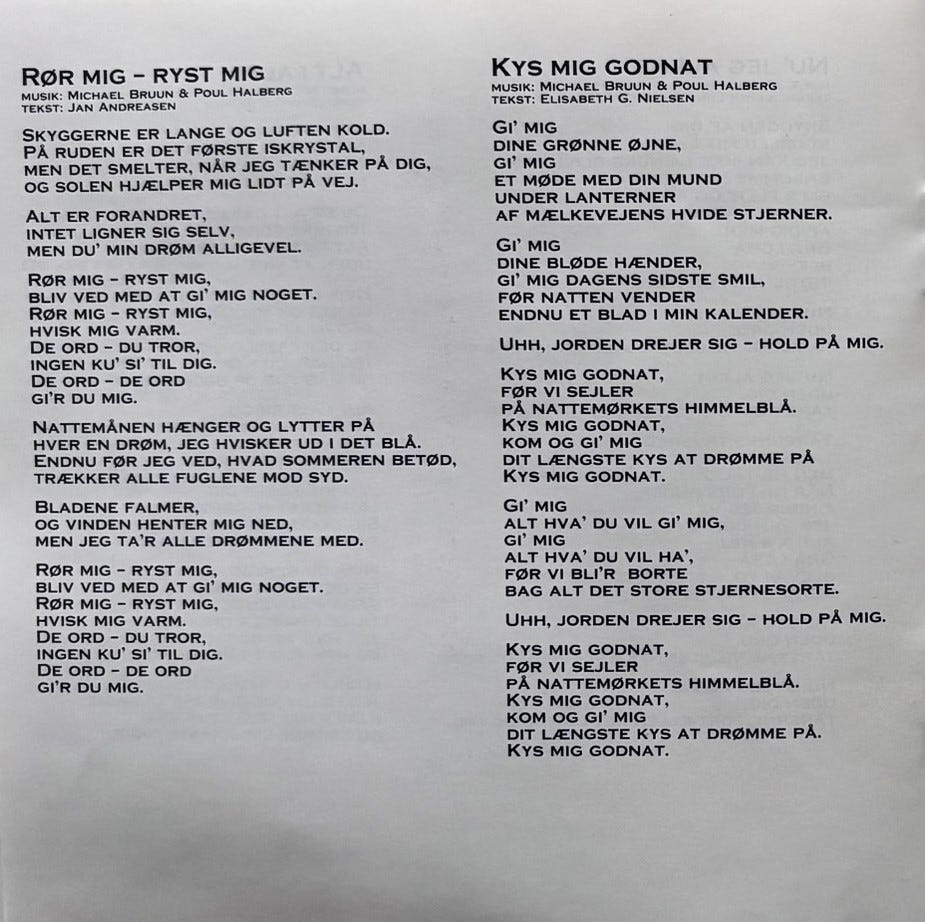 RØR MIG – RYST MIG
MUSIK: MICHAEL BRUUN & POUL HALBERG
TEKST: JAN ANDREASEN
SKYGGERNE ER LANGE OG LUFTEN KOLD.
PÅ RUDEN ER DET FØRSTE ISKRYSTAL,
MEN DET SMELTER, NÅR JEG TÆNKER PÅ DIG,
OG SOLEN HJÆLPER MIG LIDT PÅ VEJ.
ALT ER FORANDRET,
INTET LIGNER SIG SELV,
MEN DU' MIN DRØM ALLIGEVEL.
RØR MIG – RYST MIG,
BLIV VED MED AT GI' MIG NOGET.
RØR MIG – RYST MIG,
HVISK MIG VARM.
DE ORD – DU TROR,
INGEN KU' SI' TIL DIG.
DE ORD – DE ORD
GI'R DU MIG.
NATTEMÅNEN HÆNGER OG LYTTER PÅ
HVER EN DRØM, JEG HVISKER UD I DET BLÅ.
ENDNU FØR JEG VED, HVAD SOMMEREN BETØD,
TRÆKKER ALLE FUGLENE MOD SYD.
BLADENE FALMER,
OG VINDEN HENTER MIG NED,
MEN JEG TA'R ALLE DRØMMENE MED.
RØR MIG – RYST MIG,
BLIV VED MED AT GI' MIG NOGET.
RØR MIG – RYST MIG,
HVISK MIG VARM.
DE ORD – DU TROR,
INGEN KU' SI' TIL DIG.
DE ORD – DE ORD
GI'R DU MIG.
KYS MIG GODNAT
MUSIK: MICHAEL BRUUN & POUL HALBERG
TEKST: ELISABETH G. NIELSEN
GI' MIG
DINE GRØNNE ØJNE,
GI' MIG
ET MØDE MED DIN MUND
UNDER LANTERNER
AF MÆLKEVEJENS HVIDE STJERNER.
GI' MIG
DINE BLØDE HÆNDER,
GI' MIG DAGENS SIDSTE SMIL,
FØR NATTEN VENDER
ENDNU ET BLAD I MIN KALENDER.
UHH, JORDEN DREJER SIG – HOLD PÅ MIG.
KYS MIG GODNAT,
FØR VI SEJLER
PÅ NATTEMØRKETS HIMMELBLÅ.
KYS MIG GODNAT,
KOM OG GI' MIG
DIT LÆNGSTE KYS AT DRØMME PÅ
KYS MIG GODNAT.
GI' MIG
ALT HVA' DU VIL GI' MIG,
GI' MIG
ALT HVA' DU VIL HA',
FØR VI BLI'R BORTE
BAG ALT DET STORE STJERNESORTE.
UHH, JORDEN DREJER SIG – HOLD PÅ MIG.
KYS MIG GODNAT,
FØR VI SEJLER
PÅ NATTEMØRKETS HIMMELBLÅ.
KYS MIG GODNAT,
KOM OG GI' MIG
DIT LÆNGSTE KYS AT DRØMME PÅ.
KYS MIG GODNAT.